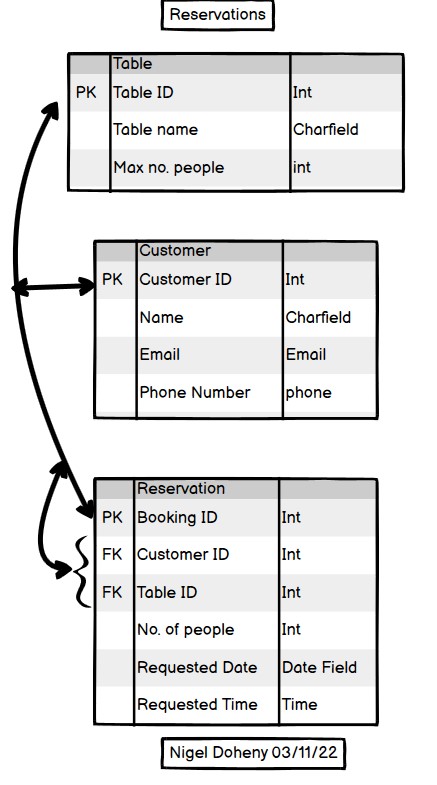 Reservations
Table
PK Table ID Int
Table name Charfield
Max no. people int
Customer
PK Customer ID Int
Name Charfield
Email Email
Phone Number phone
Reservation
PK Booking ID Int
FK Customer ID Int
FK Table ID Int
No. of people Int
Requested Date Date Field
Requested Time Time
Nigel Doheny 03/11/22